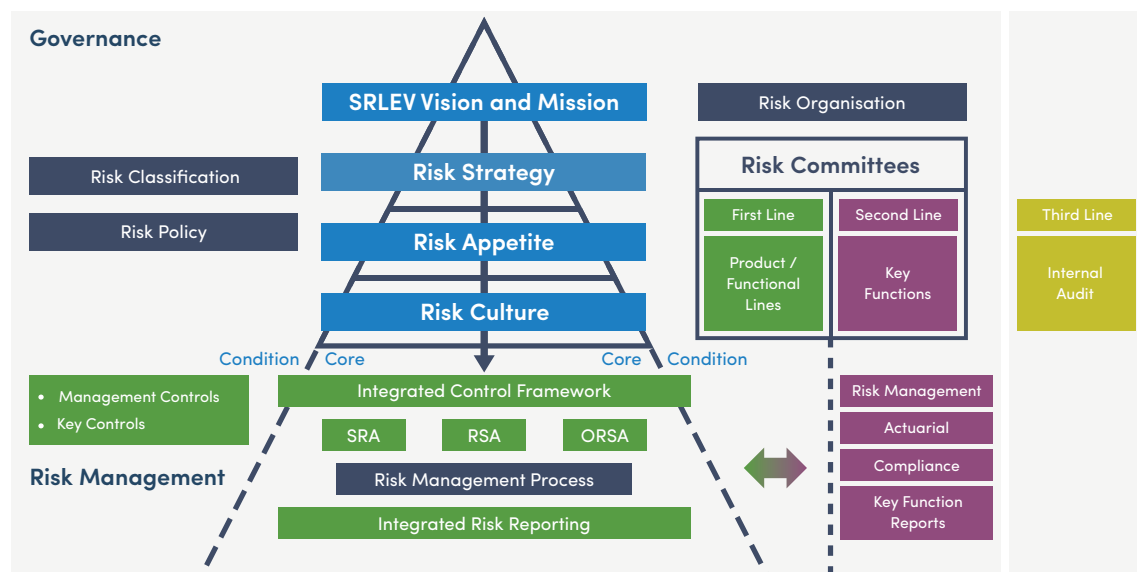 Governance
SRLEV Vision and Mission
Risk Organisation
Risk Classification
Risk Strategy
Risk Committees
Risk Policy
Risk Appetite
First Line
Second Line
Third Line
Product /
Functional
Lines
Key
Functions
Internal
Audit
Risk Culture
Condition
Core
Core
Condition
• Management Controls
• Key Controls
Integrated Control Framework
Risk Management
SRA
RSA
ORSA
Actuarial
Risk Management
Risk Management Process
Compliance
Integrated Risk Reporting
Key Function
Reports